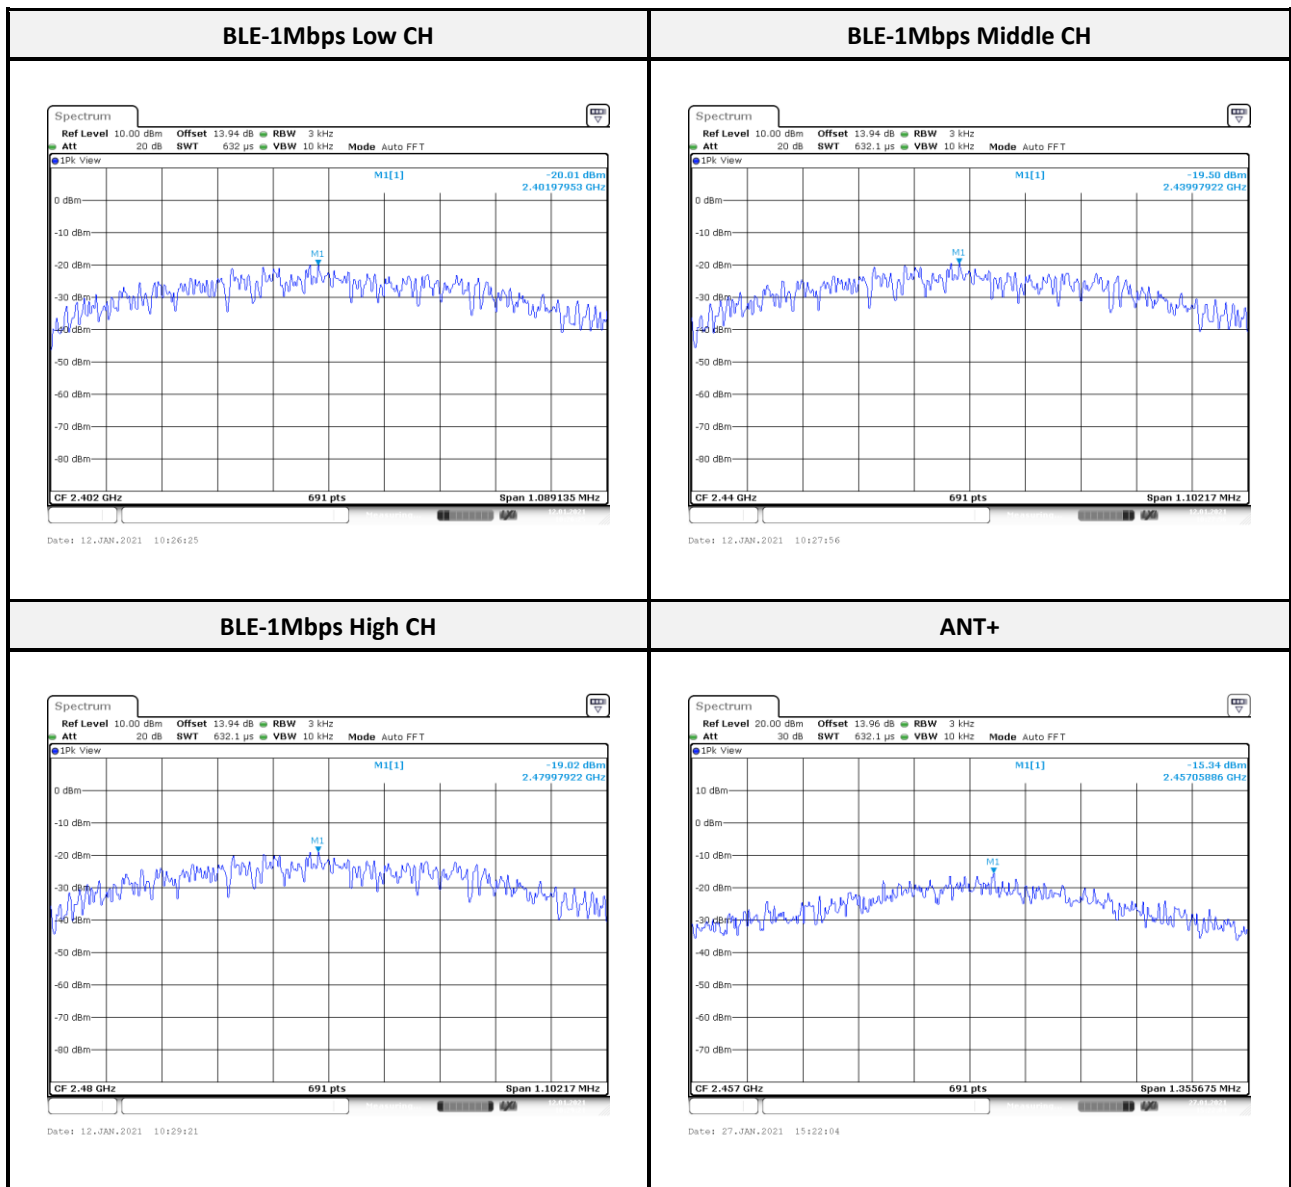 BLE-1Mbps Low CH
BLE-1Mbps Middle CH
Spectrum
Ref Level 10.00 dBm Offset 13.94 dB RBW 3 kHz
Att 20 dB SWT 632 µs VBW 10 kHz Mode Auto FFT
1Pk View
M1[1] -20.01 dBm
2.40197953 GHz
0 dBm
-10 dBm
M1
-20 dBm
-30 dBm
-40 dBm
-50 dBm
-60 dBm
-70 dBm
-80 dBm
CF 2.402 GHz 691 pts Span 1.089135 MHz
Date: 12.JAN.2021 10:26:25
Spectrum
Ref Level 10.00 dBm Offset 13.94 dB RBW 3 kHz
Att 20 dB SWT 632.1 µs VBW 10 kHz Mode Auto FFT
1Pk View
M1[1] -19.50 dBm
2.43997922 GHz
0 dBm
-10 dBm
M1
-20 dBm
-30 dBm
-40 dBm
-50 dBm
-60 dBm
-70 dBm
-80 dBm
CF 2.44 GHz 691 pts Span 1.10217 MHz
Date: 12.JAN.2021 10:27:56
BLE-1Mbps High CH
ANT+
Spectrum
Ref Level 10.00 dBm Offset 13.94 dB RBW 3 kHz
Att 20 dB SWT 632.1 µs VBW 10 kHz Mode Auto FFT
1Pk View
M1[1] -19.02 dBm
2.47997922 GHz
0 dBm
-10 dBm
M1
-20 dBm
-30 dBm
-40 dBm
-50 dBm
-60 dBm
-70 dBm
-80 dBm
CF 2.48 GHz 691 pts Span 1.10217 MHz
Date: 12.JAN.2021 10:29:21
Spectrum
Ref Level 20.00 dBm Offset 13.96 dB RBW 3 kHz
Att 30 dB SWT 632.1 µs VBW 10 kHz Mode Auto FFT
1Pk View
M1[1] -15.34 dBm
2.45705886 GHz
10 dBm
0 dBm
-10 dBm
M1
-20 dBm
-30 dBm
-40 dBm
-50 dBm
-60 dBm
-70 dBm
CF 2.457 GHz 691 pts Span 1.355675 MHz
Date: 27.JAN.2021 15:22:04